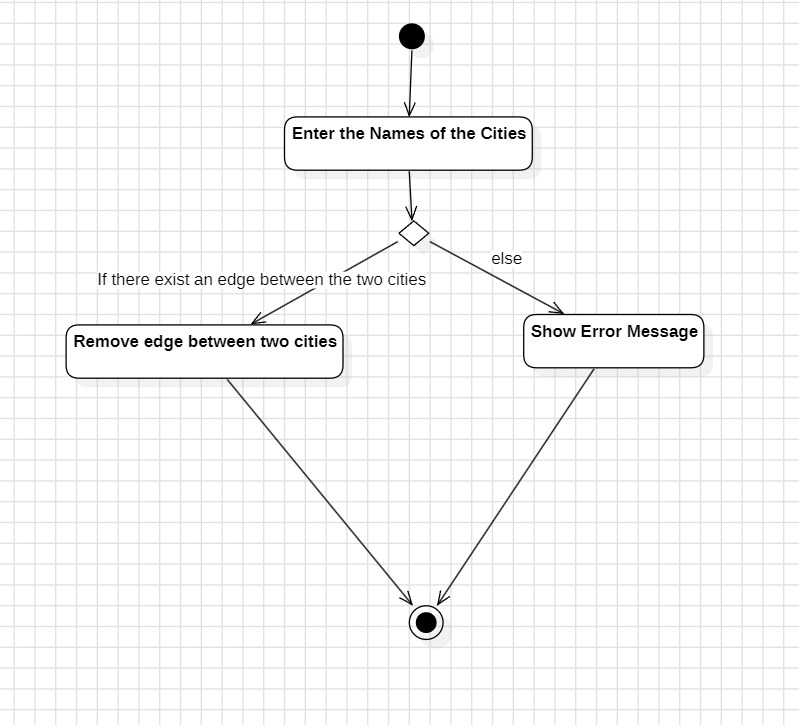 Enter the Names of the Cities
else
If there exist an edge between the two cities
Show Error Message
Remove edge between two cities